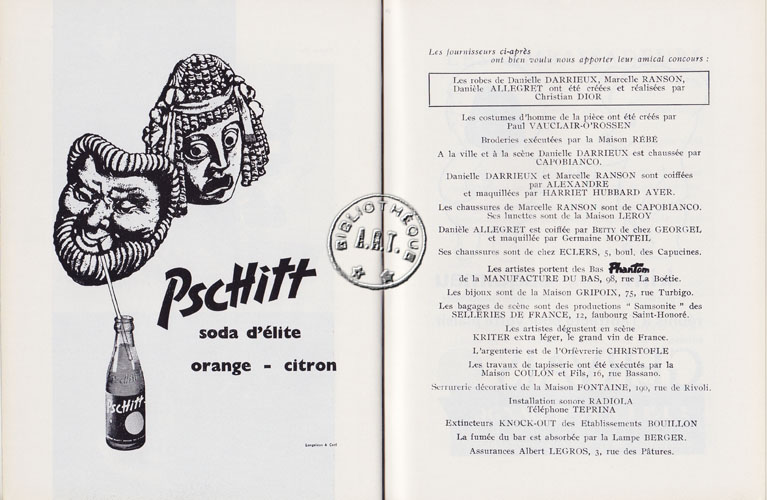 PscHitt
soda d'élite
orange - citron
PscHitt
BIBLIOTHÈQUE
A.R.T.
Les fournisseurs ci-après
ont bien voulu nous apporter leur amical concours :
Les robes de Danielle DARRIEUX, Marcelle RANSON,
Danièle ALLEGRET ont été créées et réalisées par
Christian DIOR
Les costumes d'homme de la pièce ont été créés par
Paul VAUCLAIR-O'ROSSEN
Broderies exécutées par la Maison RÉBÉ
A la ville et à la scène Danielle DARRIEUX est chaussée par
CAPOBIANCO.
Danielle DARRIEUX et Marcelle RANSON sont coiffées
par ALEXANDRE
et maquillées par HARRIET HUBBARD AYER.
Les chaussures de Marcelle RANSON sont de CAPOBIANCO.
Ses lunettes sont de la Maison LEROY
Danièle ALLEGRET est coiffée par BETTY de chez GEORGEL
et maquillée par Germaine MONTEIL
Ses chaussures sont de chez ECLERS, 5, boul. des Capucines.
Les artistes portent des Bas Phantom
de la MANUFACTURE DU BAS, 98, rue La Boétie.
Les bijoux sont de la Maison GRIPOIX, 75, rue Turbigo.
Les bagages de scène sont des productions " Samsonite " des
SELLERIES DE FRANCE, 12, faubourg Saint-Honoré.
Les artistes dégustent en scène
KRITER extra léger, le grand vin de France.
L'argenterie est de l'Orfèvrerie CHRISTOFLE
Les travaux de tapisserie ont été exécutés par la
Maison COULON et Fils, 16, rue Bassano.
Serrurerie décorative de la Maison FONTAINE, 190, rue de Rivoli.
Installation sonore RADIOLA
Téléphone TEPRINA
Extincteurs KNOCK-OUT des Etablissements BOUILLON
La fumée du bar est absorbée par la Lampe BERGER.
Assurances Albert LEGROS, 3, rue des Pâtures.